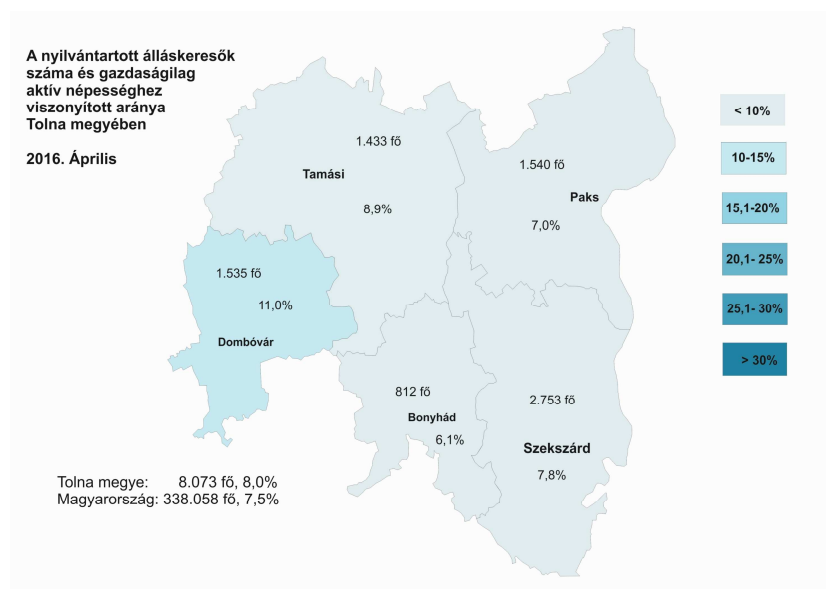 A nyilvántartott álláskeresők
száma és gazdaságilag
aktív népességhez
viszonyított aránya
Tolna megyében
2016. Április
< 10%
10-15%
15,1-20%
20,1- 25%
25,1- 30%
> 30%
1.433 fő
Tamási
8,9%
1.540 fő
Paks
7,0%
1.535 fő
11,0%
Dombóvár
812 fő
Bonyhád
6,1%
2.753 fő
Szekszárd
7,8%
Tolna megye: 8.073 fő, 8,0%
Magyarország: 338.058 fő, 7,5%